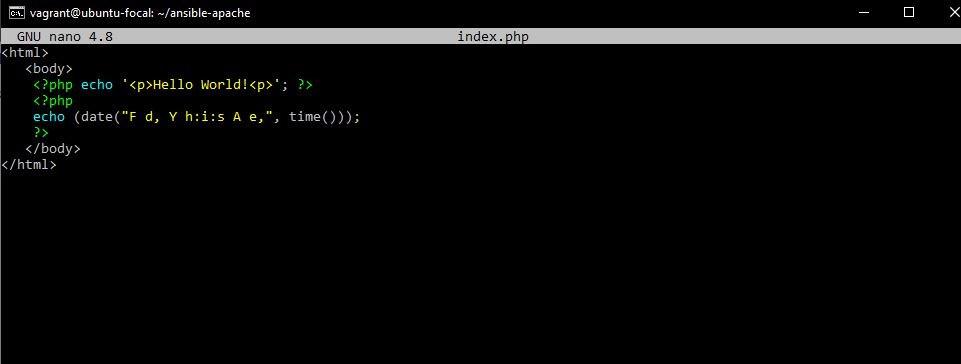 vagrant@ubuntu-focal: ~/ansible-apache
GNU nano 4.8 index.php
<html>
<body>
<?php echo '<p>Hello World!<p>'; ?>
<?php
echo (date("F d, Y h:i:s A e,", time()));
?>
</body>
</html>